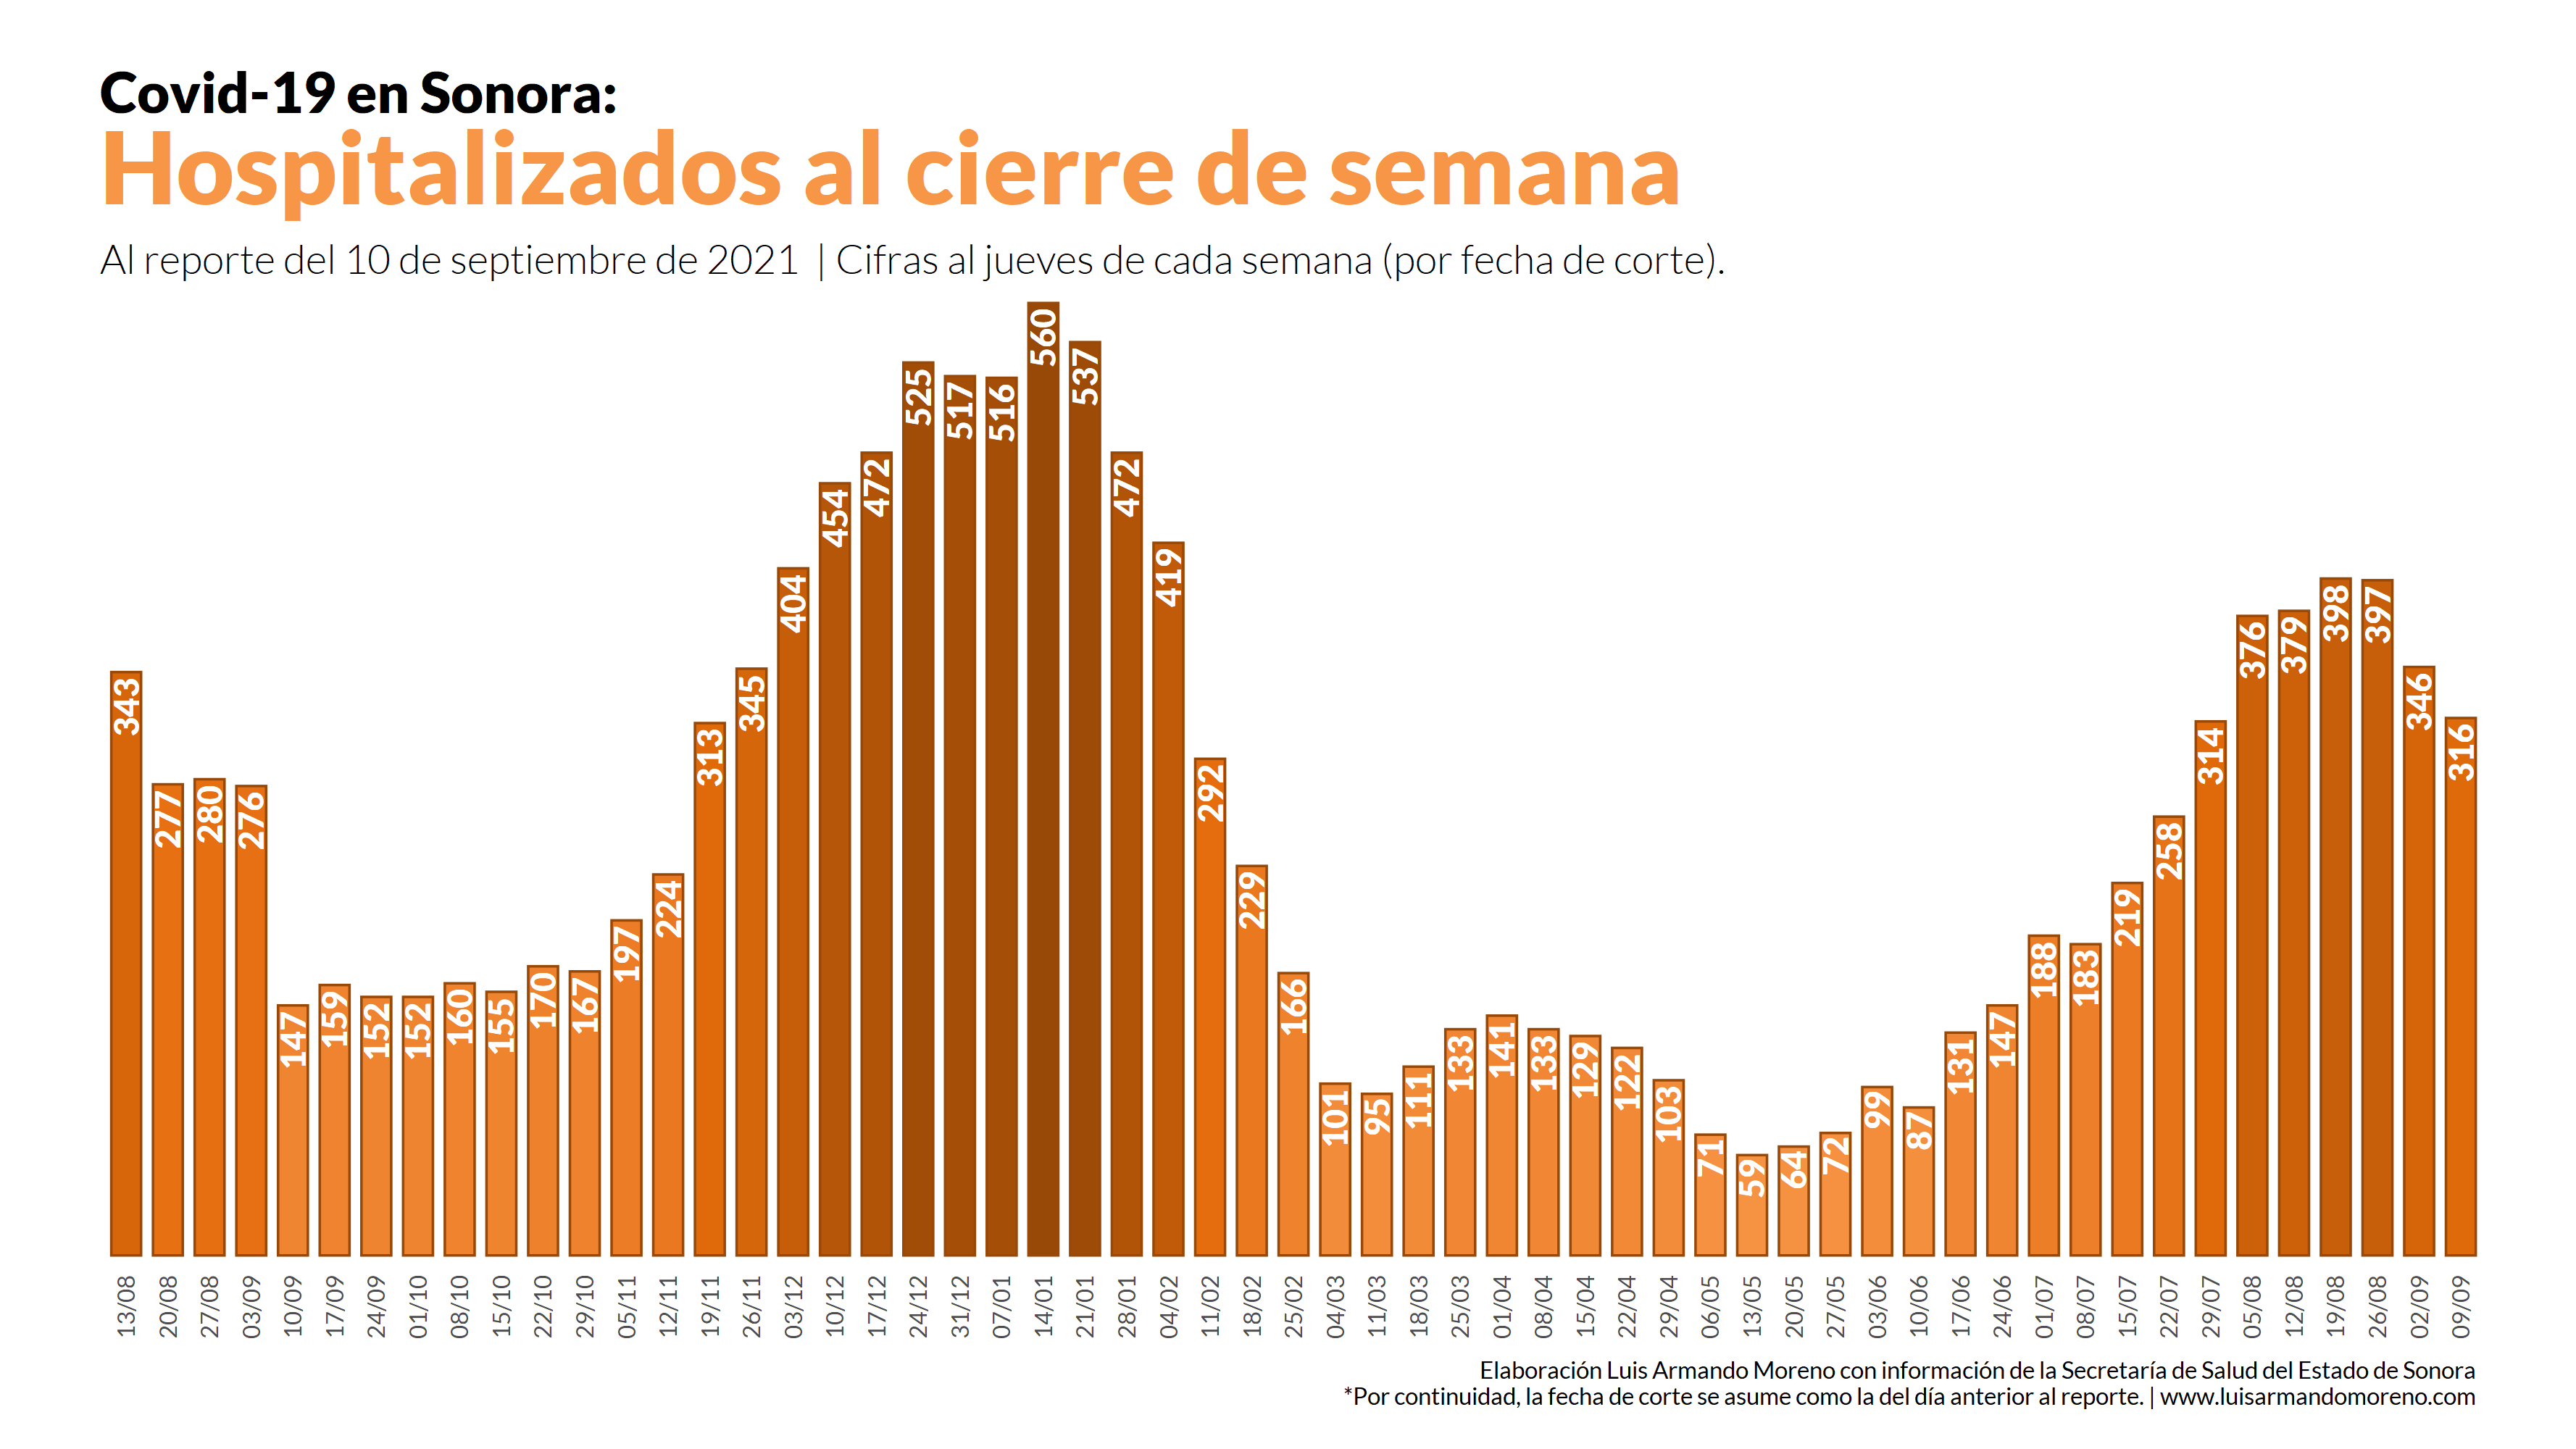 Covid-19 en Sonora:
Hospitalizados al cierre de semana
Al reporte del 10 de septiembre de 2021 | Cifras al jueves de cada semana (por fecha de corte).
343 277 280 276 147 159 152 152 160 155 170 167 197 224 313 345 404 454 472 525 517 516 560 537 472 419 292 229 166 101 95 111 133 141 133 129 122 103 71 59 64 72 99 87 131 147 188 183 219 258 314 376 379 398 397 346 316
13/08 20/08 27/08 03/09 10/09 17/09 24/09 01/10 08/10 15/10 22/10 29/10 05/11 12/11 19/11 26/11 03/12 10/12 17/12 24/12 31/12 07/01 14/01 21/01 28/01 04/02 11/02 18/02 25/02 04/03 11/03 18/03 25/03 01/04 08/04 15/04 22/04 29/04 06/05 13/05 20/05 27/05 03/06 10/06 17/06 24/06 01/07 08/07 15/07 22/07 29/07 05/08 12/08 19/08 26/08 02/09 09/09
Elaboración Luis Armando Moreno con información de la Secretaría de Salud del Estado de Sonora
*Por continuidad, la fecha de corte se asume como la del día anterior al reporte. | www.luisarmandomoreno.com